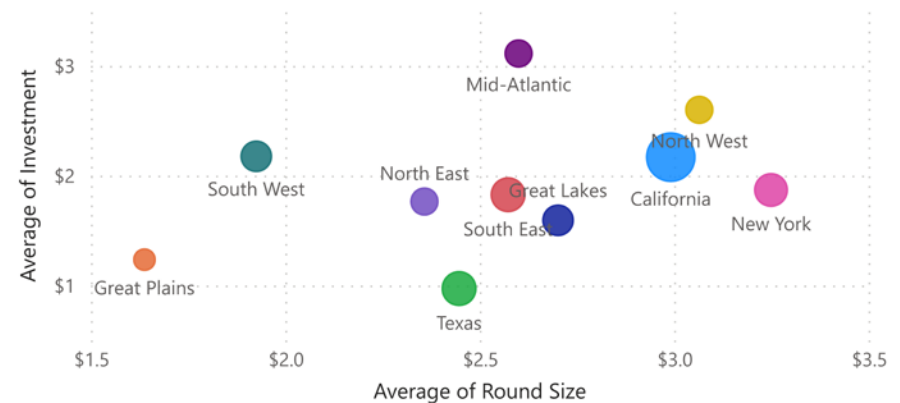 Average of Investment
$3
$2
$1
Mid-Atlantic
North West
North East
South West
Great Lakes
California
New York
South East
Great Plains
Texas
$1.5
$2.0
$2.5
$3.0
$3.5
Average of Round Size